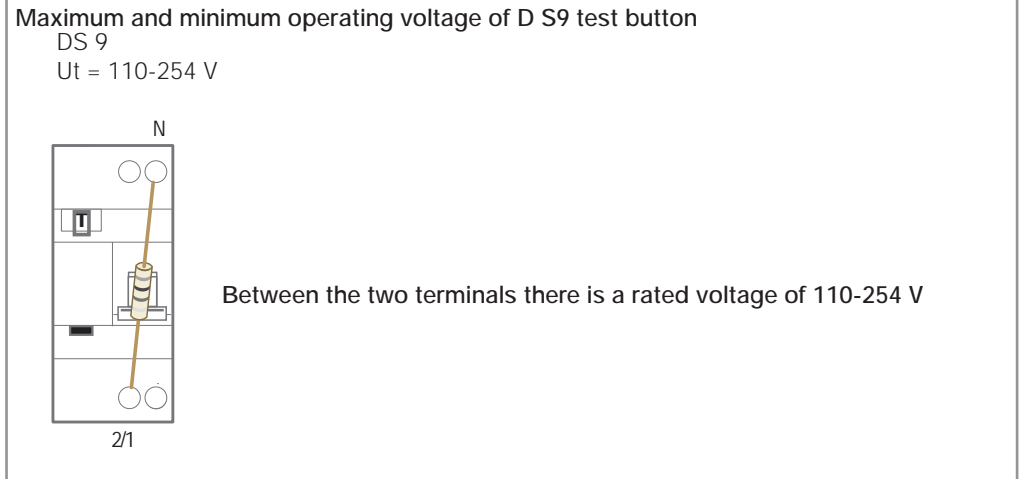 Maximum and minimum operating voltage of D S9 test button
DS 9
Ut = 110-254 V
N
T
Between the two terminals there is a rated voltage of 110-254 V
2/1